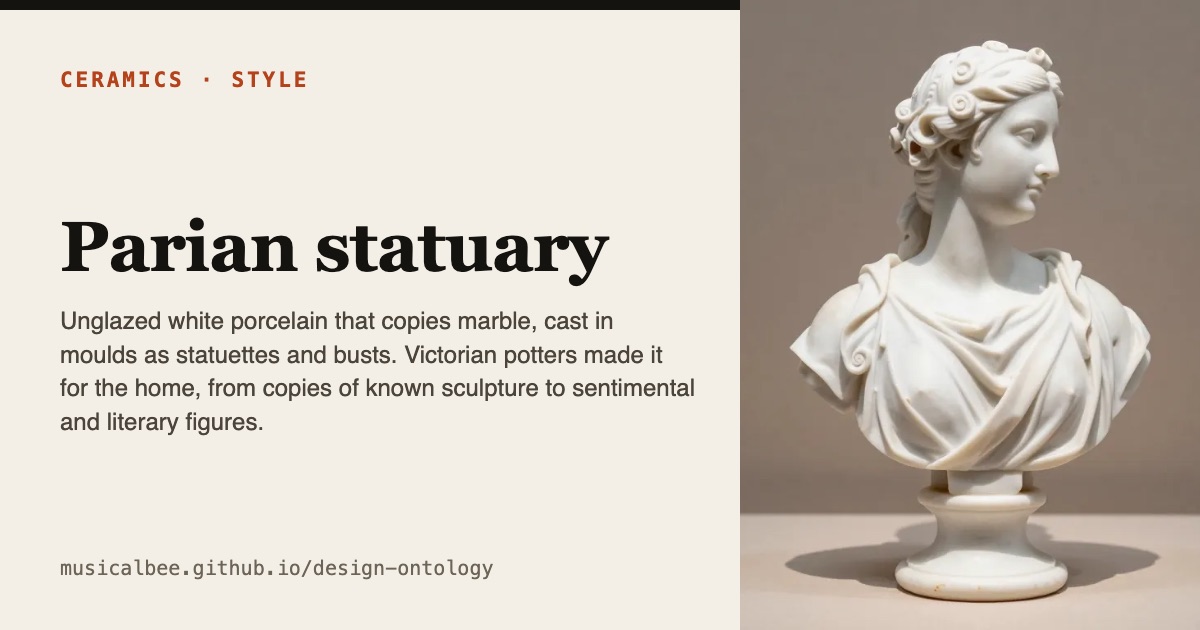 CERAMICS · STYLE
Parian statuary
Unglazed white porcelain that copies marble, cast in
moulds as statuettes and busts. Victorian potters made it
for the home, from copies of known sculpture to sentimental
and literary figures.
musicalbee.github.io/design-ontology